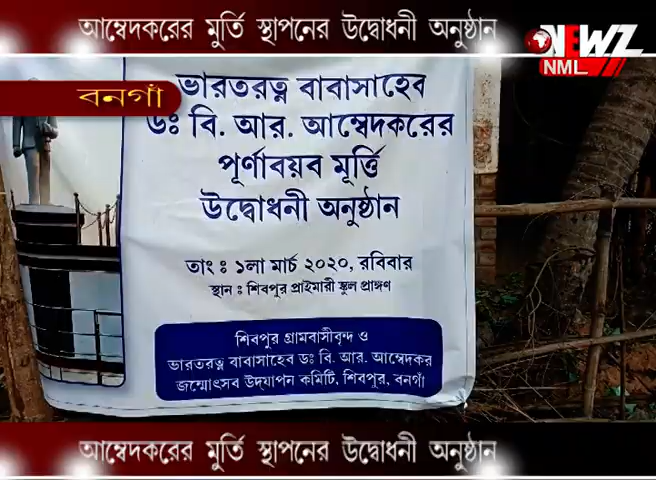 আম্বেদকরের মুর্তি স্থাপনের উদ্বোধনী অনুষ্ঠান
NEWZ
NML
বনগাঁ
ভারতরত্ন বাবাসাহেব
ডঃ বি. আর. আম্বেদকরের
পূর্ণাবয়ব মূর্ত্তি
উদ্বোধনী অনুষ্ঠান
তাং ঃ ১লা মার্চ ২০২০, রবিবার
স্থান ঃ শিবপুর প্রাইমারী স্কুল প্রাঙ্গণ
শিবপুর গ্রামবাসীবৃন্দ ও
ভারতরত্ন বাবাসাহেব ডঃ বি. আর. আম্বেদকর
জন্মোৎসব উদ্‌যাপন কমিটি, শিবপুর, বনগাঁ
আম্বেদকরের মুর্তি স্থাপনের উদ্বোধনী অনুষ্ঠান